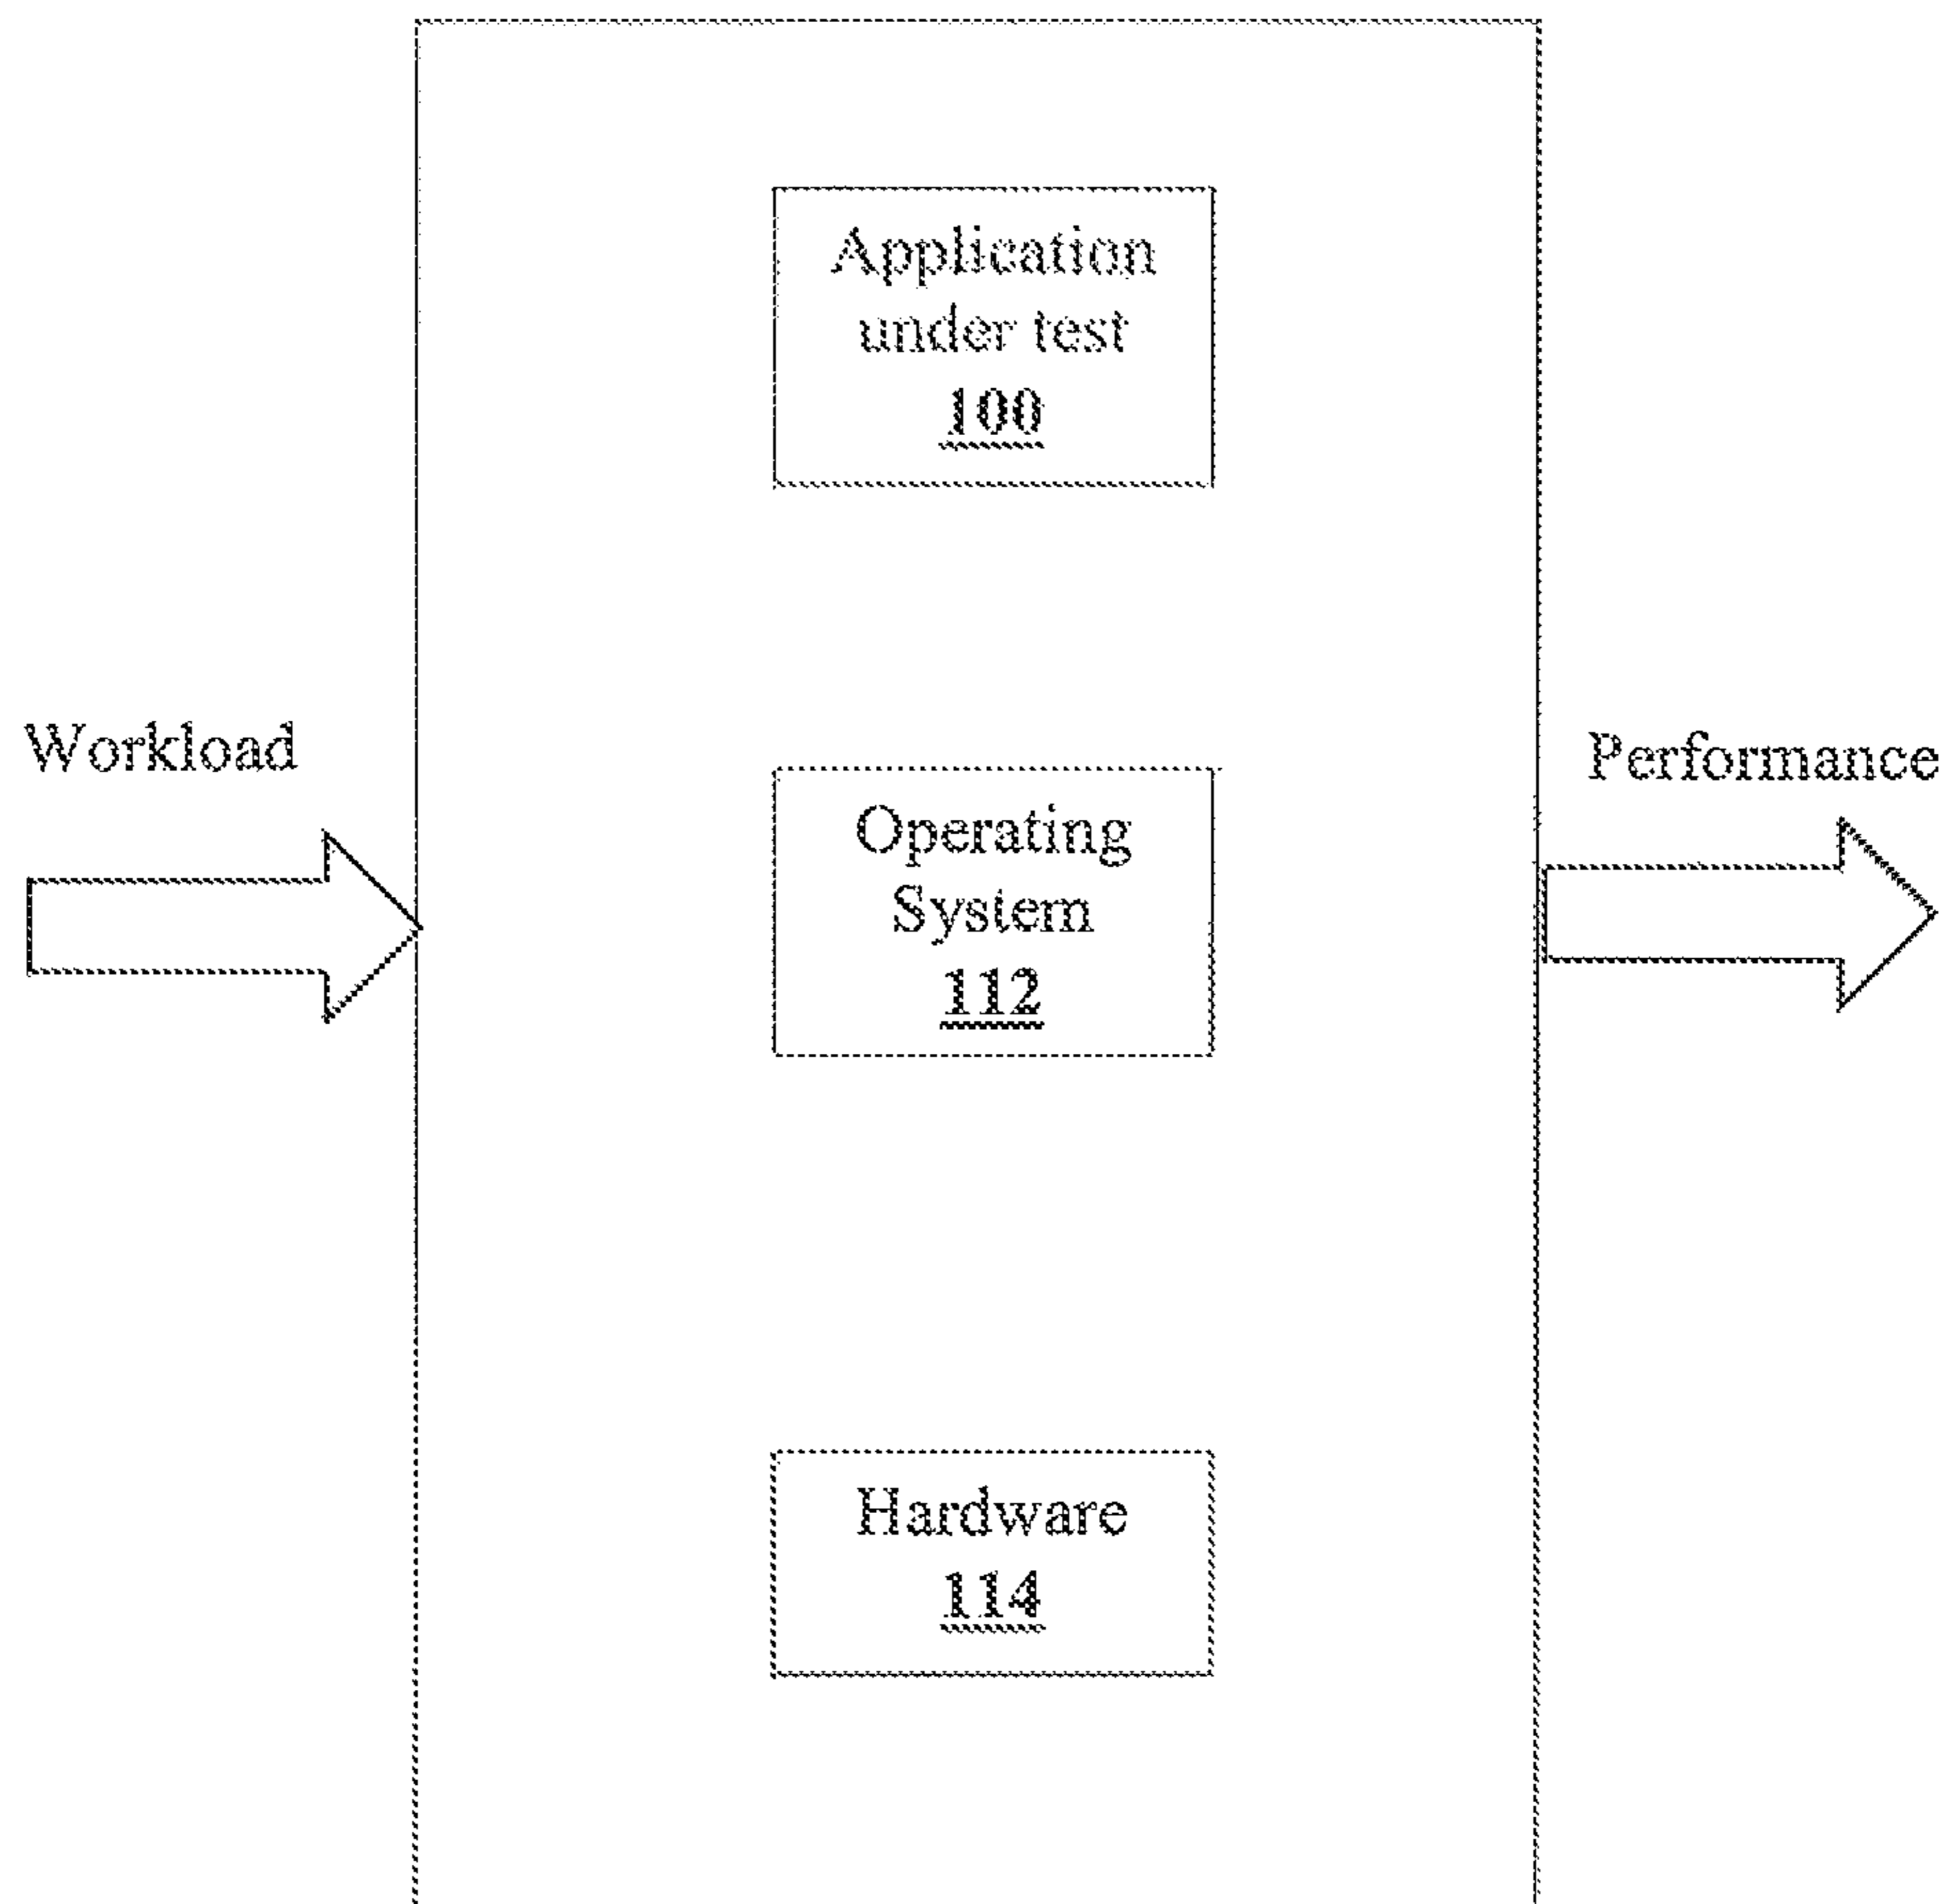 Application
under test
100
Workload
Performance
Operating
System
112
Hardware
114